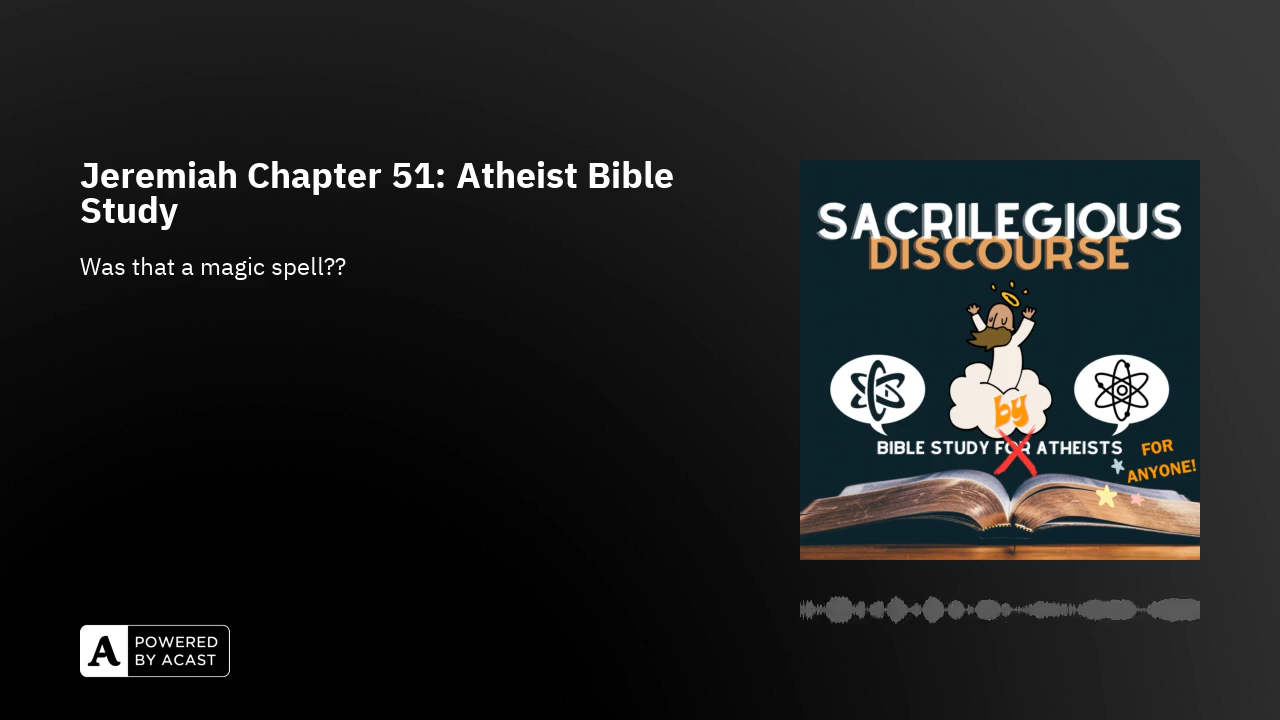 Jeremiah Chapter 51: Atheist Bible
Study
Was that a magic spell??
SACRILEGIOUS
DISCOURSE
by
BIBLE STUDY FOR ATHEISTS
FOR
ANYONE!
A
POWERED
BY ACAST